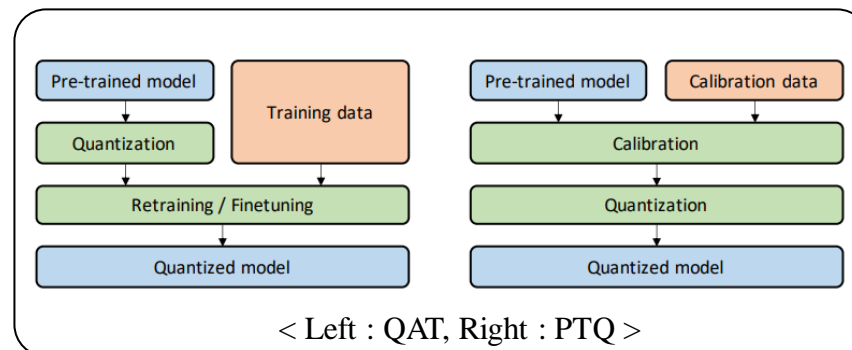 Pre-trained model
Training data
Quantization
Retraining / Finetuning
Quantized model
Pre-trained model
Calibration data
Calibration
Quantization
Quantized model
< Left : QAT, Right : PTQ >